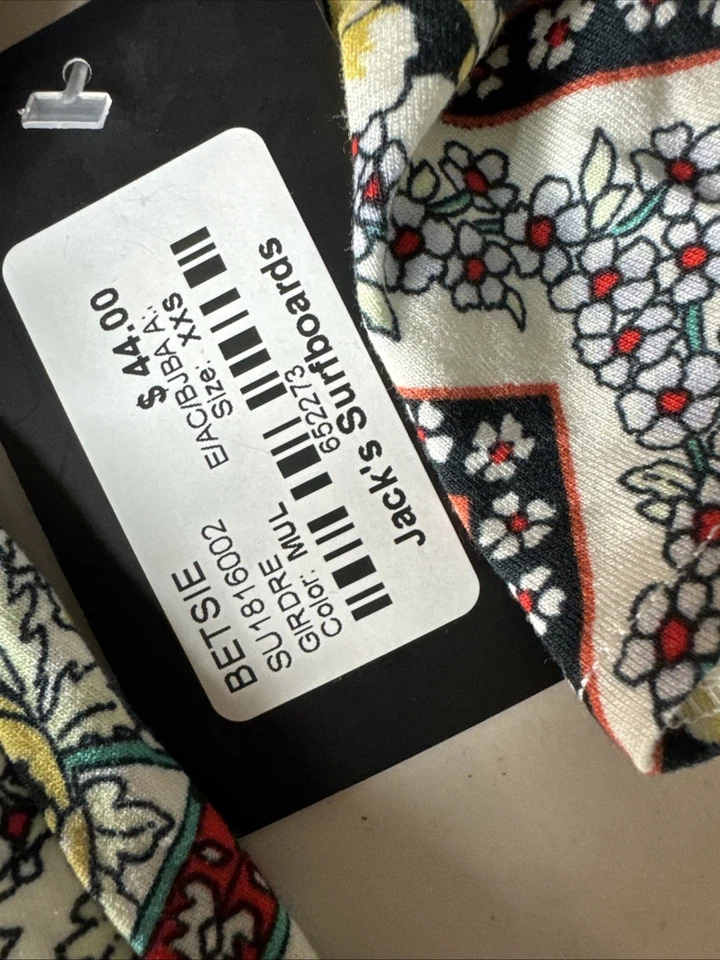 BETSIE
$ 44.00
SU1816002
E/AC/BJBA A:.
GIRDRE
Size: XXS
Color: MUL
652273
Jack's Surfboards